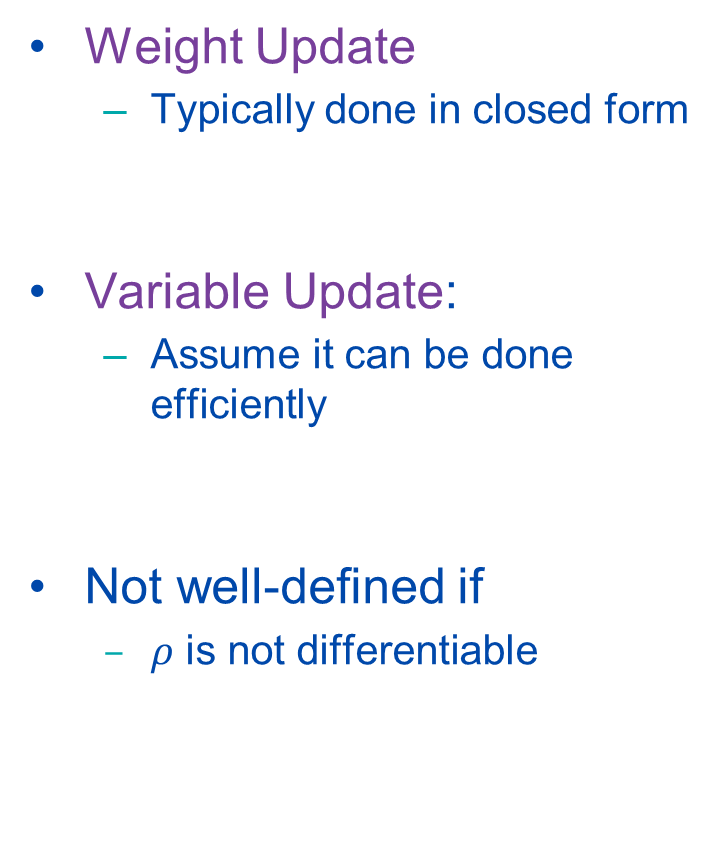 • Weight Update
– Typically done in closed form
• Variable Update:
– Assume it can be done
efficiently
• Not well-defined if
– ρ is not differentiable